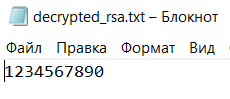 decrypted_rsa.txt – Блокнот
Файл Правка Формат Вид
1234567890